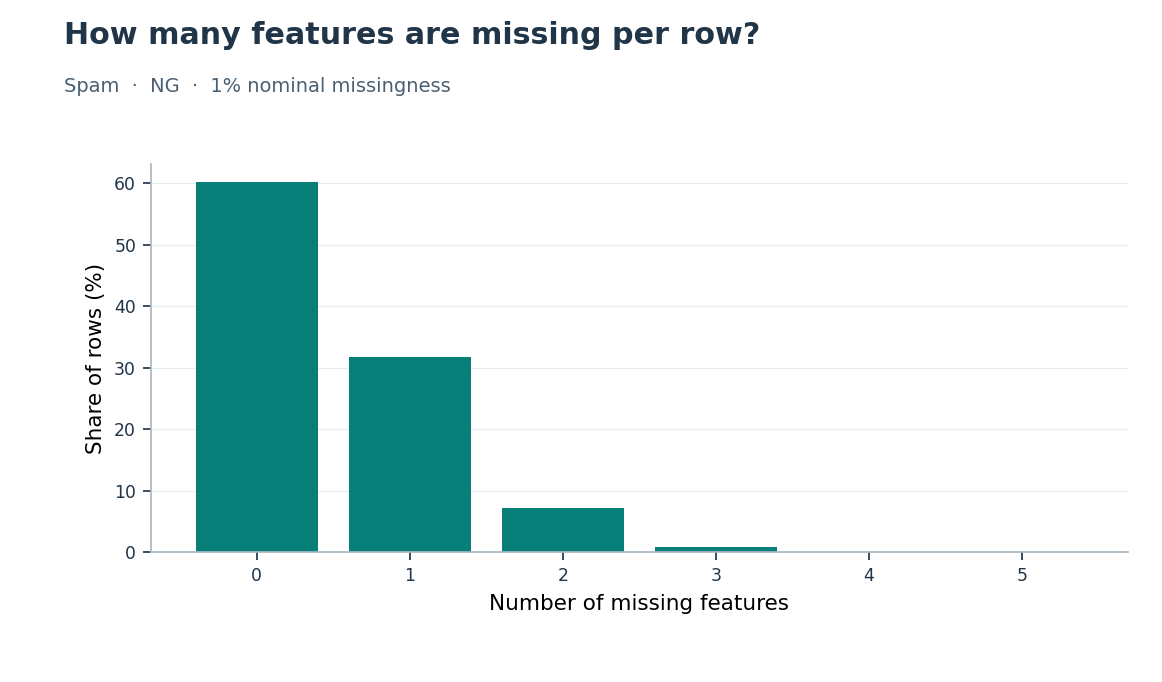 How many features are missing per row?
Spam · NG · 1% nominal missingness
60
50
40
30
20
10
0
Share of rows (%)
0 1 2 3 4 5
Number of missing features